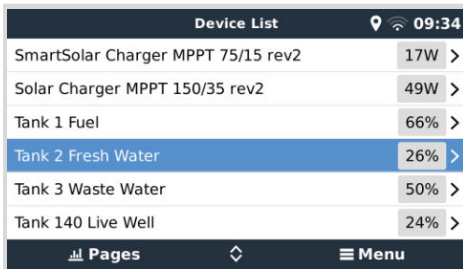 Device List 09:34
SmartSolar Charger MPPT 75/15 rev2 17W
Solar Charger MPPT 150/35 rev2 49W
Tank 1 Fuel 66%
Tank 2 Fresh Water 26%
Tank 3 Waste Water 50%
Tank 140 Live Well 24%
Pages Menu